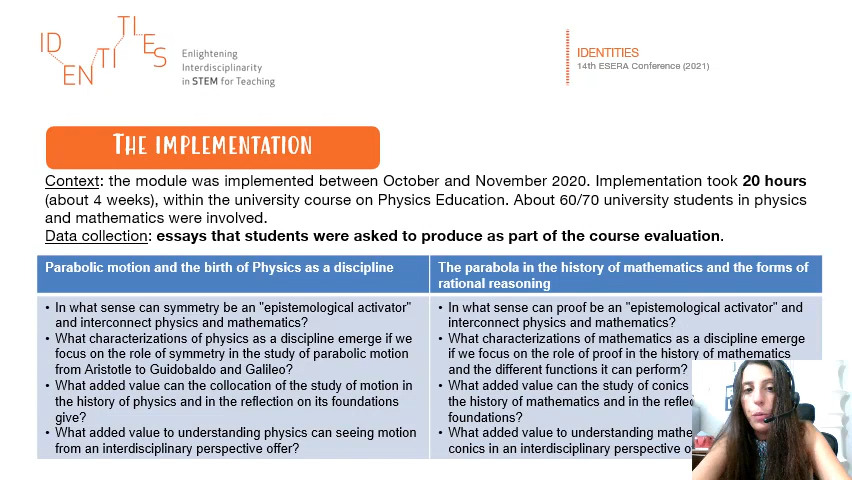 IDENTITIES
Enlightening
Interdisciplinarity
in STEM for Teaching
IDENTITIES
14th ESERA Conference (2021)
THE IMPLEMENTATION
Context: the module was implemented between October and November 2020. Implementation took 20 hours
(about 4 weeks), within the university course on Physics Education. About 60/70 university students in physics
and mathematics were involved.
Data collection: essays that students were asked to produce as part of the course evaluation.
Parabolic motion and the birth of Physics as a discipline
• In what sense can symmetry be an "epistemological activator"
and interconnect physics and mathematics?
• What characterizations of physics as a discipline emerge if we
focus on the role of symmetry in the study of parabolic motion
from Aristotle to Guidobaldo and Galileo?
• What added value can the collocation of the study of motion in
the history of physics and in the reflection on its foundations
give?
• What added value to understanding physics can seeing motion
from an interdisciplinary perspective offer?
The parabola in the history of mathematics and the forms of
rational reasoning
• In what sense can proof be an "epistemological activator" and
interconnect physics and mathematics?
• What characterizations of mathematics as a discipline emerge
if we focus on the role of proof in the history of mathematics
and the different functions it can perform?
• What added value can the study of conics
the history of mathematics and in the
foundations?
• What added value to understanding
conics in an interdisciplinary perspective